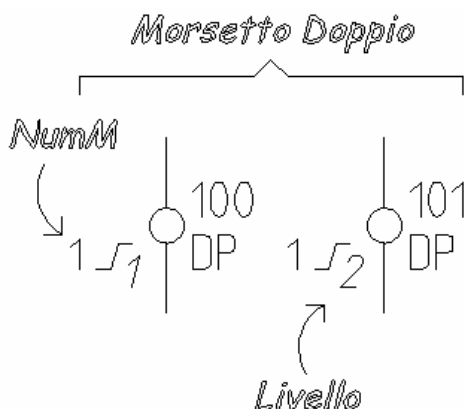 Morsetto Doppio
NumM
100 101
1 1 DP 1 2 DP
Livello